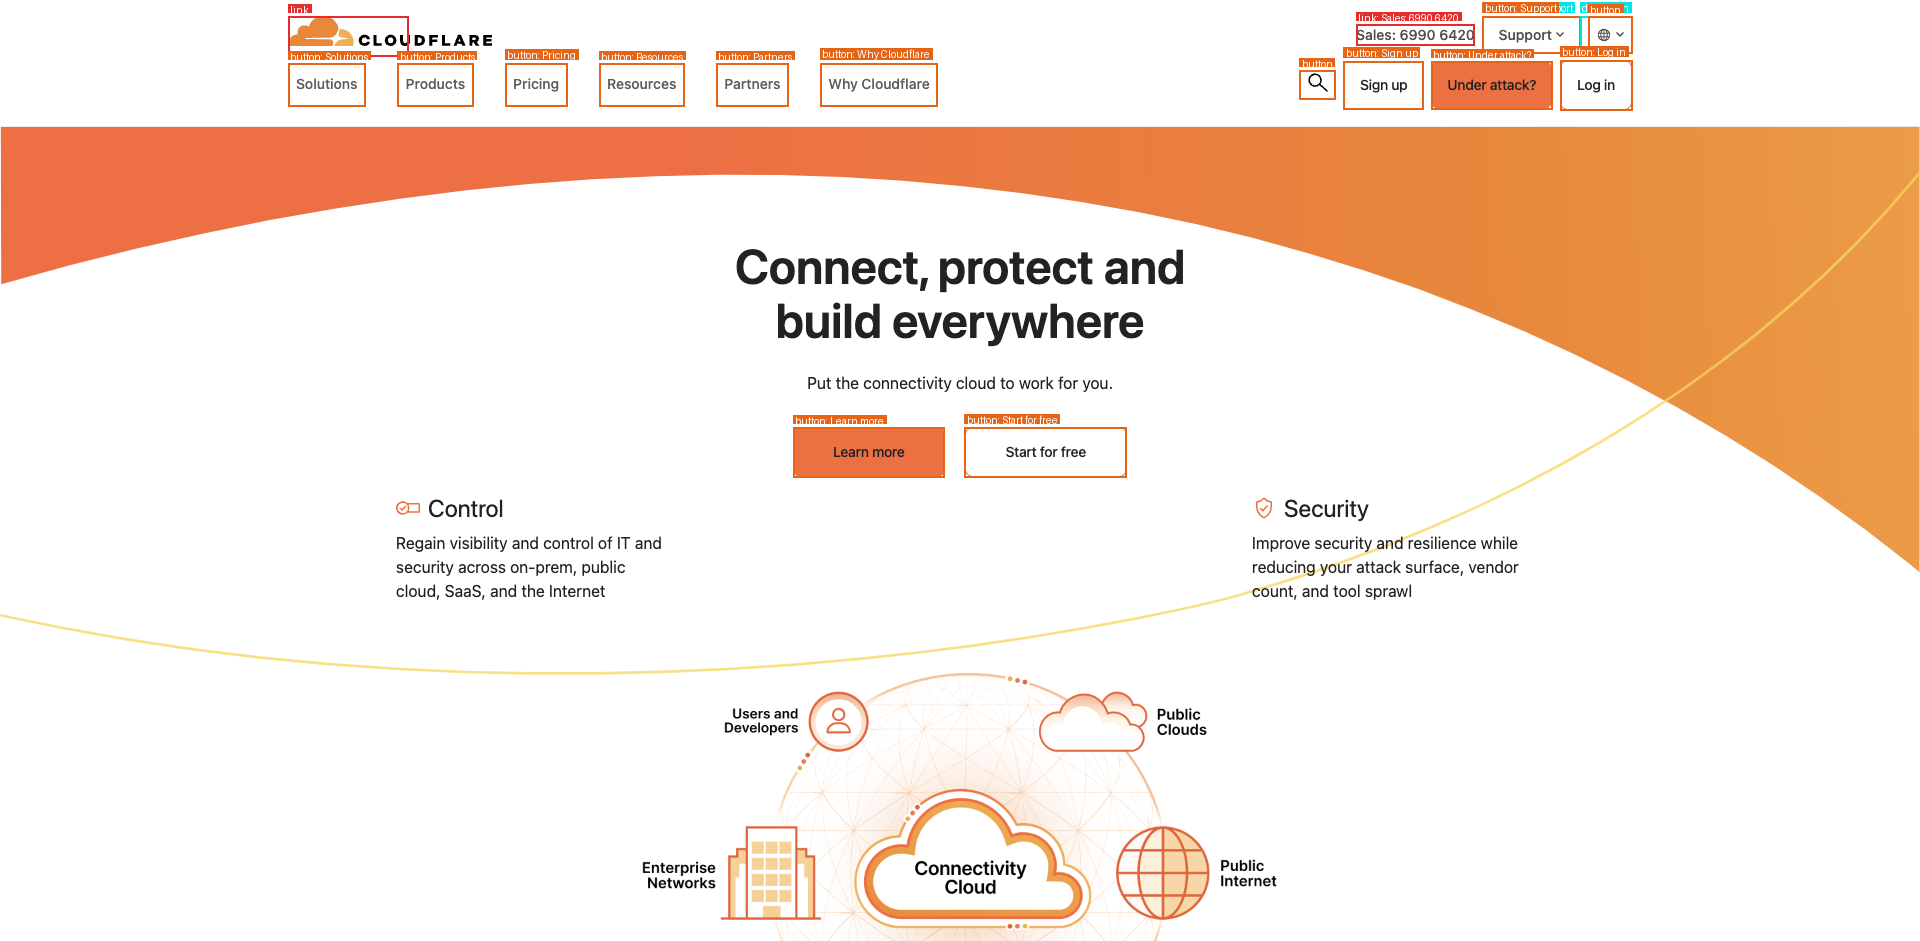 link
CLOUDFLARE
link: Sales: 6990 6420
Sales: 6990 6420
button: Support
Support
button
button: Solutions
Solutions
button: Products
Products
button: Pricing
Pricing
button: Resources
Resources
button: Partners
Partners
button: Why Cloudflare
Why Cloudflare
button
button: Sign up
Sign up
button: Under attack?
Under attack?
button: Log in
Log in
Connect, protect and
build everywhere
Put the connectivity cloud to work for you.
button: Learn more
Learn more
button: Start for free
Start for free
Control
Regain visibility and control of IT and
security across on-prem, public
cloud, SaaS, and the Internet
Security
Improve security and resilience while
reducing your attack surface, vendor
count, and tool sprawl
Users and
Developers
Public
Clouds
Enterprise
Networks
Connectivity
Cloud
Public
Internet